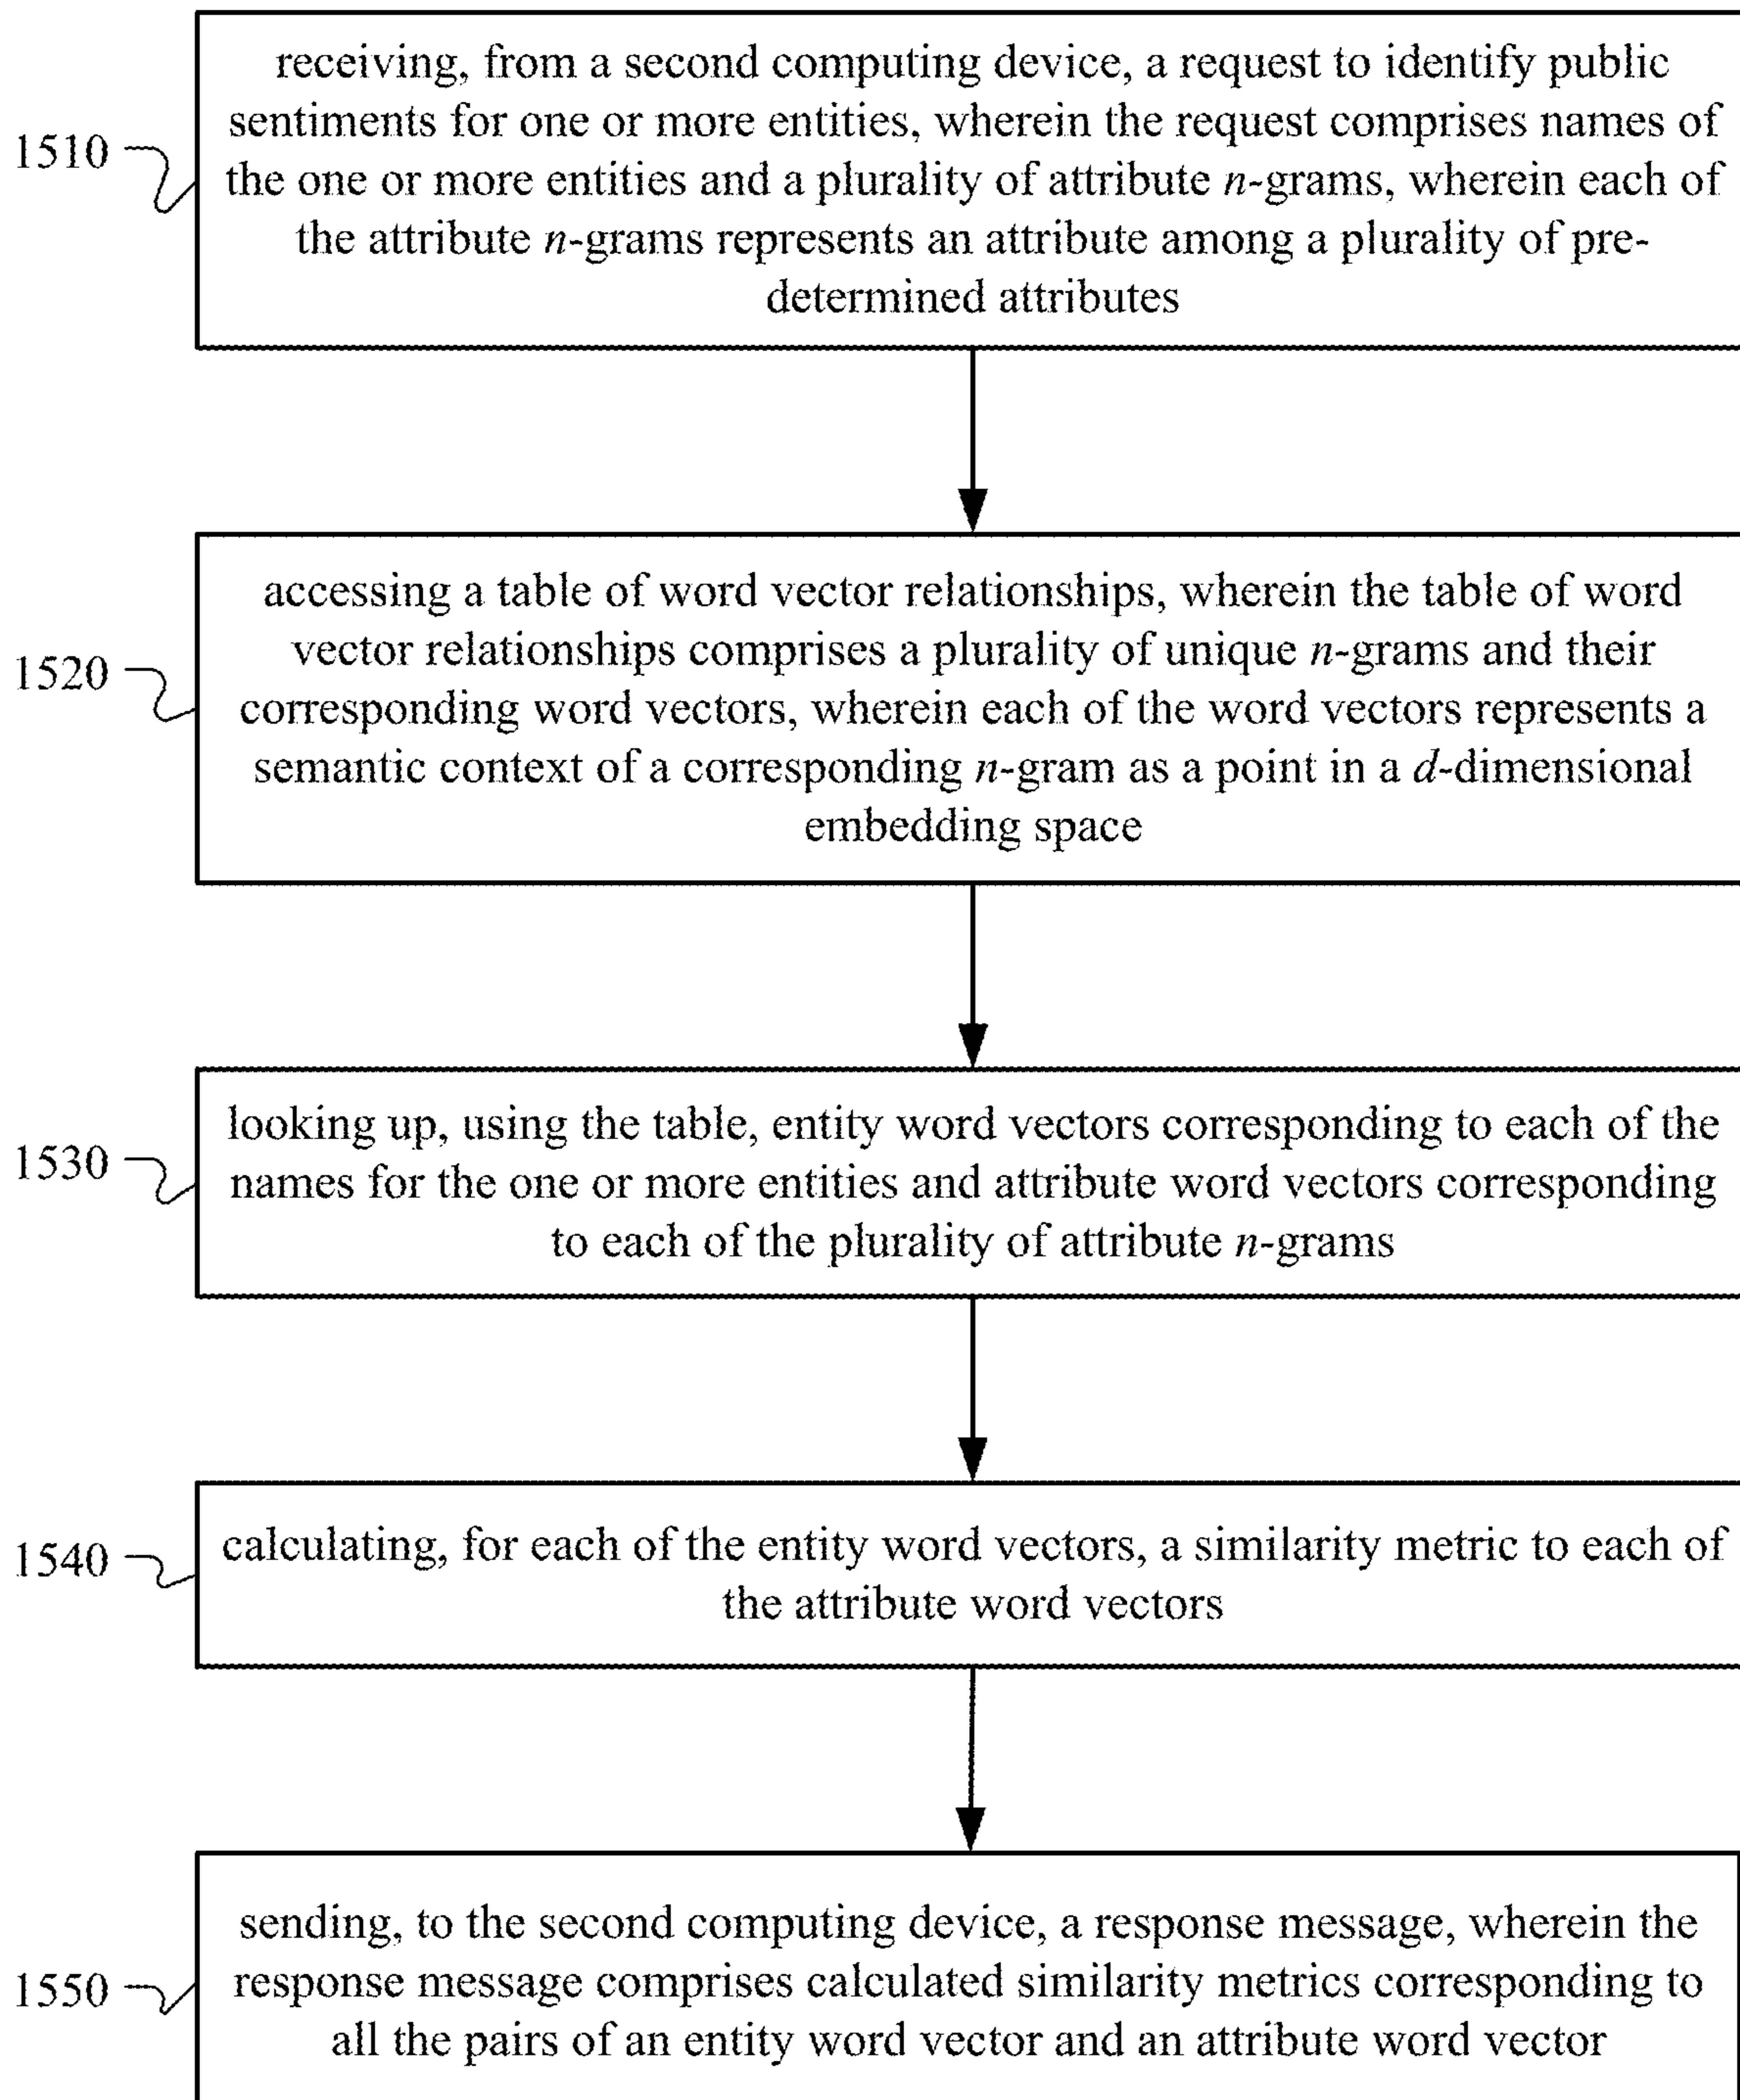 receiving, from a second computing device, a request to identify public
sentiments for one or more entities, wherein the request comprises names of
1510
the one or more entities and a plurality of attribute n-grams, wherein each of
the attribute n-grams represents an attribute among a plurality of pre-
determined attributes
accessing a table of word vector relationships, wherein the table of word
vector relationships comprises a plurality of unique n-grams and their
1520
corresponding word vectors, wherein each of the word vectors represents a
semantic context of a corresponding n-gram as a point in a d-dimensional
embedding space
looking up, using the table, entity word vectors corresponding to each of the
1530
names for the one or more entities and attribute word vectors corresponding
to each of the plurality of attribute n-grams
1540
calculating, for each of the entity word vectors, a similarity metric to each of
the attribute word vectors
sending, to the second computing device, a response message, wherein the
1550
response message comprises calculated similarity metrics corresponding to
all the pairs of an entity word vector and an attribute word vector